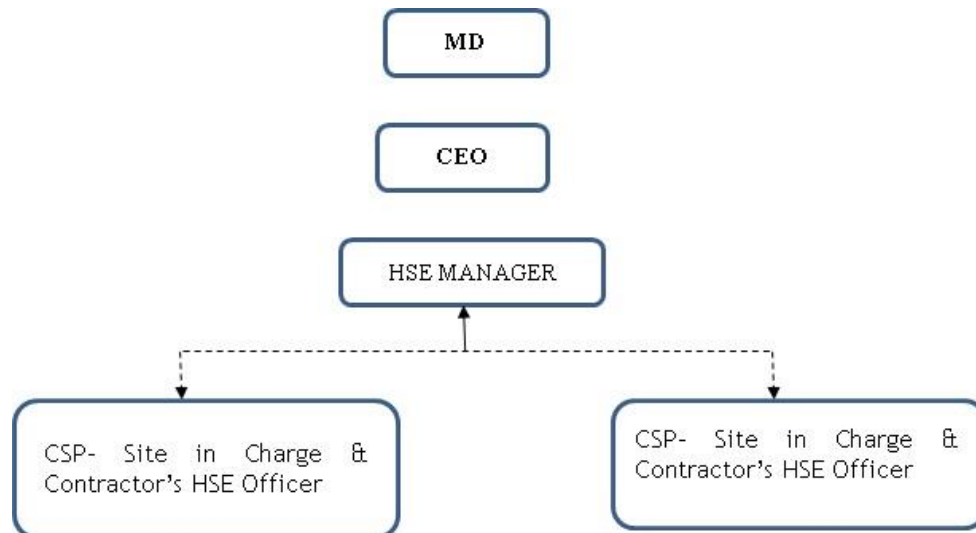 MD
CEO
HSE MANAGER
CSP- Site in Charge &
Contractor's HSE Officer
CSP- Site in Charge &
Contractor's HSE Officer